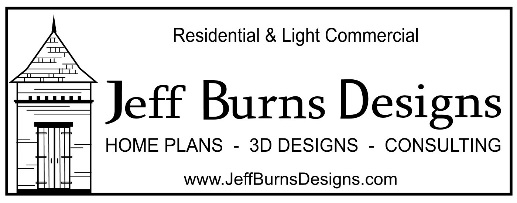 Residential & Light Commercial
Jeff Burns Designs
HOME PLANS - 3D DESIGNS - CONSULTING
www.JeffBurnsDesigns.com